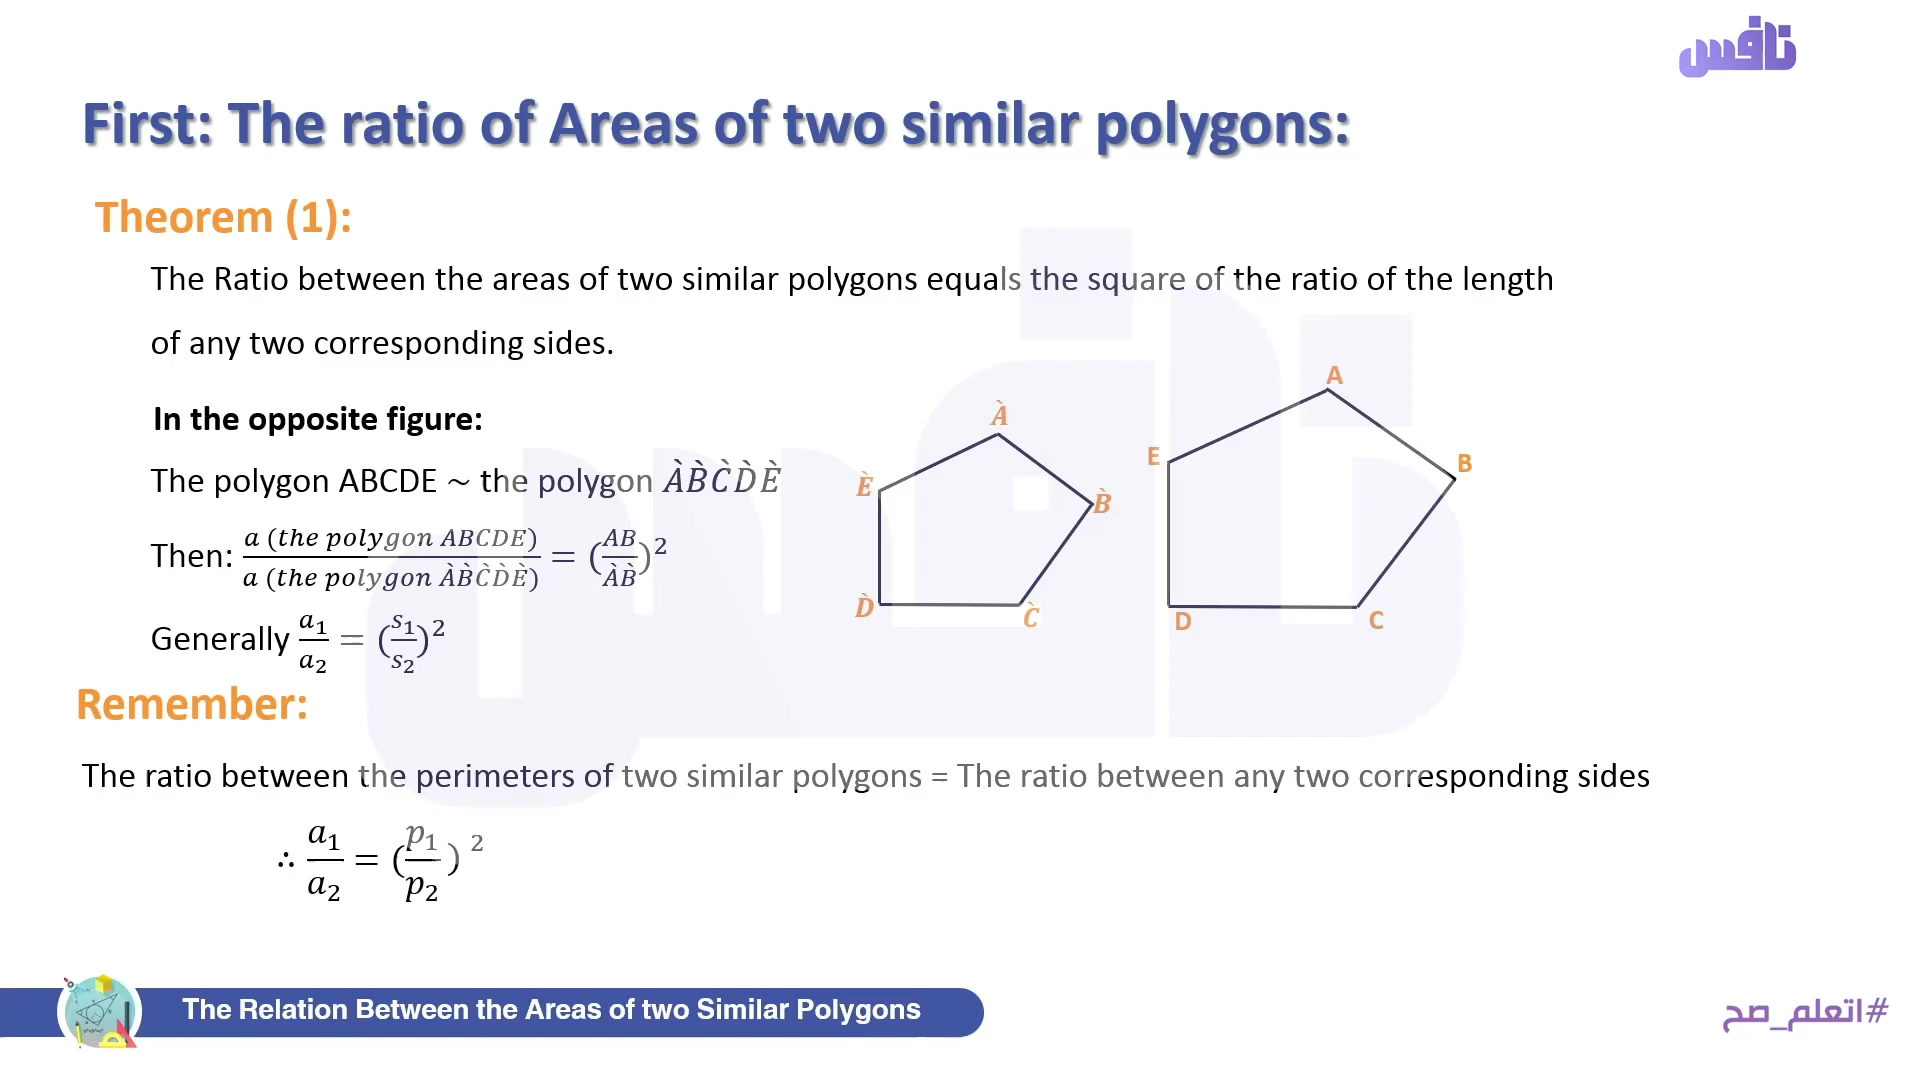 نافس
First: The ratio of Areas of two similar polygons:
Theorem (1):
The Ratio between the areas of two similar polygons equals the square of the ratio of the length
of any two corresponding sides.
In the opposite figure:
The polygon ABCDE ~ the polygon ÀB̀C̀D̀È
Then: a (the polygon ABCDE) / a (the polygon ÀB̀C̀D̀È) = (AB / ÀB̀)²
Generally a₁ / a₂ = (s₁ / s₂)²
À
È
B̀
D̀
C̀
A
E
B
D
C
Remember:
The ratio between the perimeters of two similar polygons = The ratio between any two corresponding sides
∴ a₁ / a₂ = (p₁ / p₂)²
The Relation Between the Areas of two Similar Polygons
#اتعلم_صح